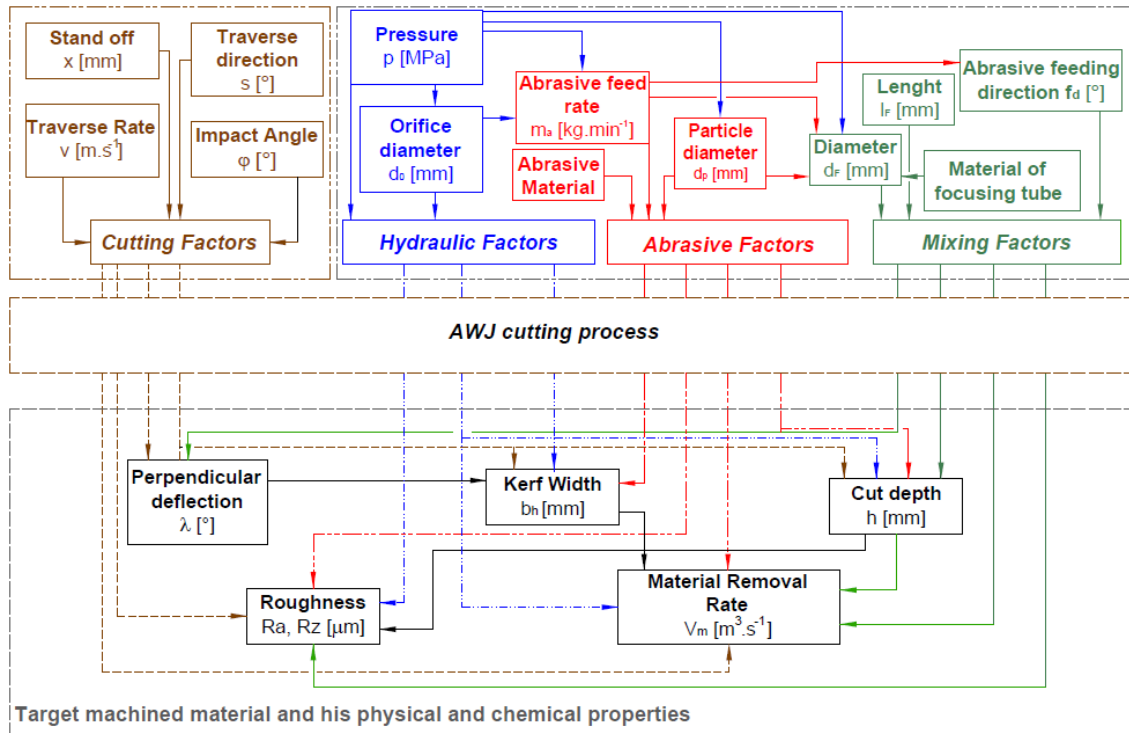 Stand off
x [mm]
Traverse
direction
s [°]
Traverse Rate
v [m.s⁻¹]
Impact Angle
φ [°]
Cutting Factors
Pressure
p [MPa]
Orifice
diameter
d₀ [mm]
Abrasive feed
rate
mₐ [kg.min⁻¹]
Abrasive
Material
Particle
diameter
dₚ [mm]
Lenght
lF [mm]
Abrasive feeding
direction fd [°]
Diameter
dF [mm]
Material of
focusing tube
Hydraulic Factors
Abrasive Factors
Mixing Factors
AWJ cutting process
Perpendicular
deflection
λ [°]
Kerf Width
bh [mm]
Cut depth
h [mm]
Roughness
Ra, Rz [μm]
Material Removal
Rate
Vm [m³.s⁻¹]
Target machined material and his physical and chemical properties